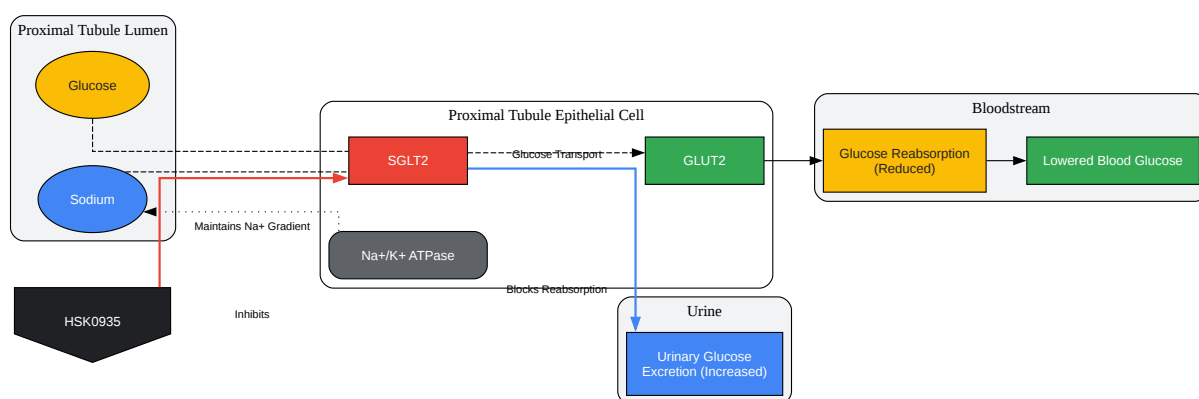 Proximal Tubule Lumen
Glucose
Sodium
Maintains Na+ Gradient
HSK0935
Inhibits
Proximal Tubule Epithelial Cell
SGLT2
Glucose Transport
GLUT2
Na+/K+ ATPase
Blocks Reabsorption
Bloodstream
Glucose Reabsorption
(Reduced)
Lowered Blood Glucose
Urine
Urinary Glucose
Excretion (Increased)